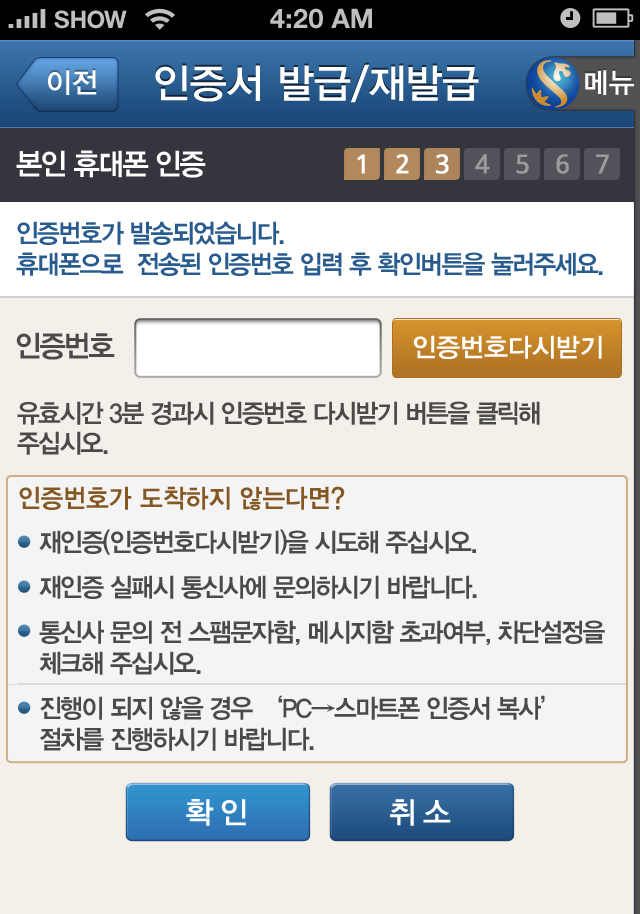 SHOW 4:20 AM
이전 인증서 발급/재발급 메뉴
본인 휴대폰 인증 1 2 3 4 5 6 7
인증번호가 발송되었습니다.
휴대폰으로 전송된 인증번호 입력 후 확인버튼을 눌러주세요.
인증번호 인증번호다시받기
유효시간 3분 경과시 인증번호 다시받기 버튼을 클릭해
주십시오.
인증번호가 도착하지 않는다면?
재인증(인증번호다시받기)을 시도해 주십시오.
재인증 실패시 통신사에 문의하시기 바랍니다.
통신사 문의 전 스팸문자함, 메시지함 초과여부, 차단설정을
체크해 주십시오.
진행이 되지 않을 경우 ‘PC→스마트폰 인증서 복사’
절차를 진행하시기 바랍니다.
확 인 취 소